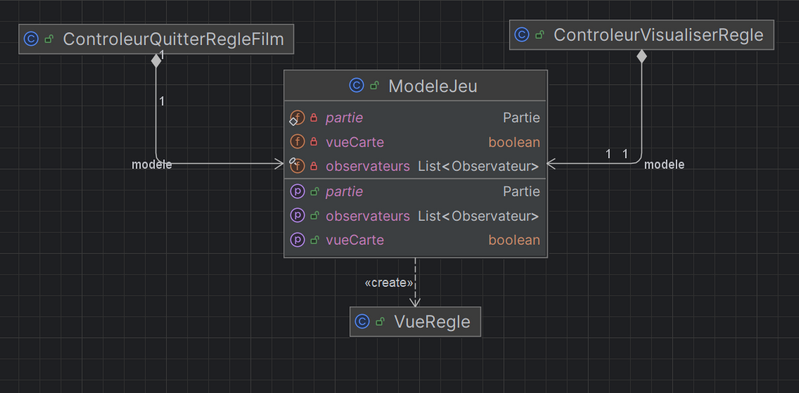 ControleurQuitterRegleFilm
ControleurVisualiserRegle
1
1
modele
ModeleJeu
partie Partie
vueCarte boolean
observateurs List<Observateur>
partie Partie
observateurs List<Observateur>
vueCarte boolean
1 1
modele
«create»
VueRegle